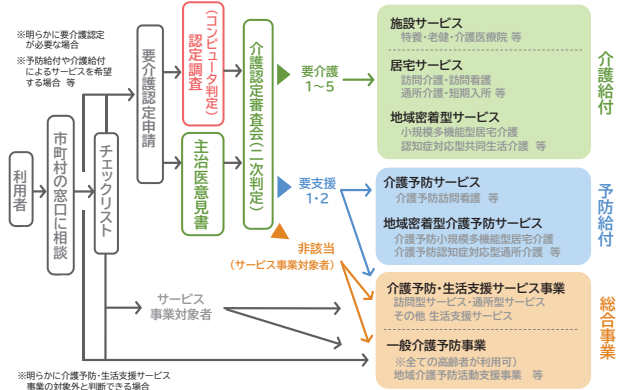 ※明らかに要介護認定
が必要な場合
※予防給付や介護給付
によるサービスを希望
する場合 等
利用者
市町村の窓口に相談
チェックリスト
要介護認定申請
認定調査
(コンピュータ判定)
主治医意見書
介護認定審査会(二次判定)
要介護
1~5
要支援
1・2
非該当
(サービス事業対象者)
サービス
事業対象者
※明らかに介護予防・生活支援サービス
事業の対象外と判断できる場合
施設サービス
特養・老健・介護医療院 等
居宅サービス
訪問介護・訪問看護
通所介護・短期入所 等
地域密着型サービス
小規模多機能型居宅介護
認知症対応型共同生活介護 等
介護給付
介護予防サービス
介護予防訪問看護 等
地域密着型介護予防サービス
介護予防小規模多機能型居宅介護
介護予防認知症対応型通所介護 等
予防給付
介護予防・生活支援サービス事業
訪問型サービス・通所型サービス
その他 生活支援サービス
一般介護予防事業
※全ての高齢者が利用可)
地域介護予防活動支援事業 等
総合事業